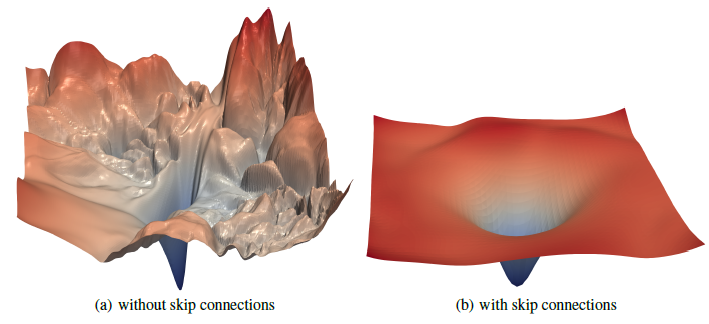 (a) without skip connections
(b) with skip connections